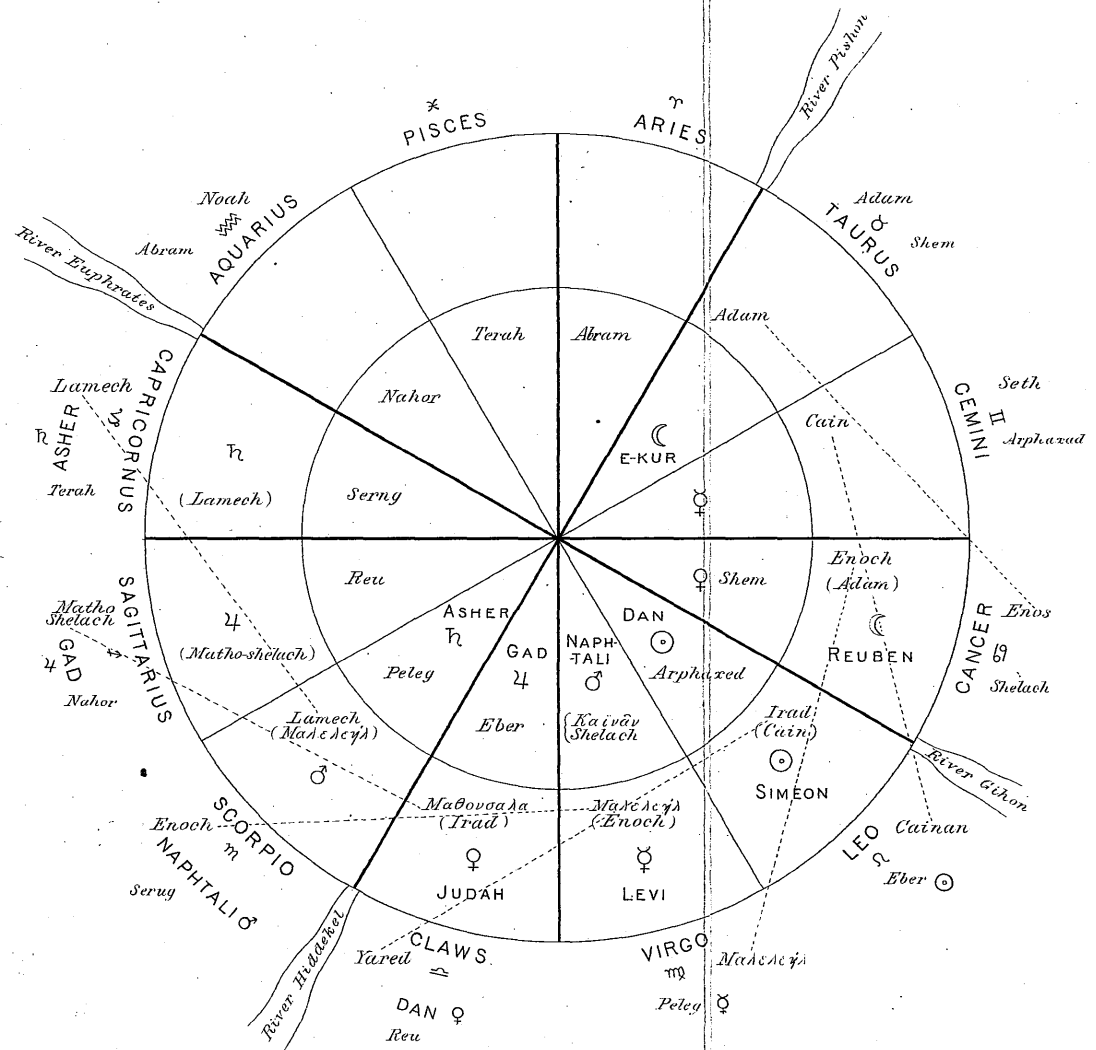 River Pishon
♓
PISCES
♈
ARIES
Noah
♒
AQUARIUS
Abram
River Euphrates
Adam
♉
TAURUS
Shem
Terah
Abram
Adam
Nahor
☾
E-KUR
Cain
Lamech
♑
CAPRICORNUS
♄
ASHER
Terah
♄
(Lamech)
Serng
☿
Seth
♊
GEMINI
Arphaxad
Reu
♀ Shem
Enoch
(Adam)
☾
REUBEN
Enos
CANCER
♋
Shelach
Matho
Shelach
♐
SAGITTARIUS
♃
GAD
Nahor
♃
(Matho-shelach)
ASHER
♄
GAD
♃
NAPH-
-TALI
♂
DAN
☉
Peleg
Arphaxed
Lamech
(Μαλελεήλ)
Eber
{Καϊνᾶν
Shelach
Irad
(Cain)
☉
SIMEON
♂
River Gihon
Μαθουσαλα
(Irad)
♀
JUDAH
Μαλελεήλ
(Enoch)
☿
LEVI
Enoch
SCORPIO
♏
NAPHTALI ♂
Serug
Cainan
LEO
♌
Eber ☉
River Hiddekel
Yared
CLAWS.
♎
DAN ♀
Reu
VIRGO
♍
Μαλελεήλ
Peleg ☿